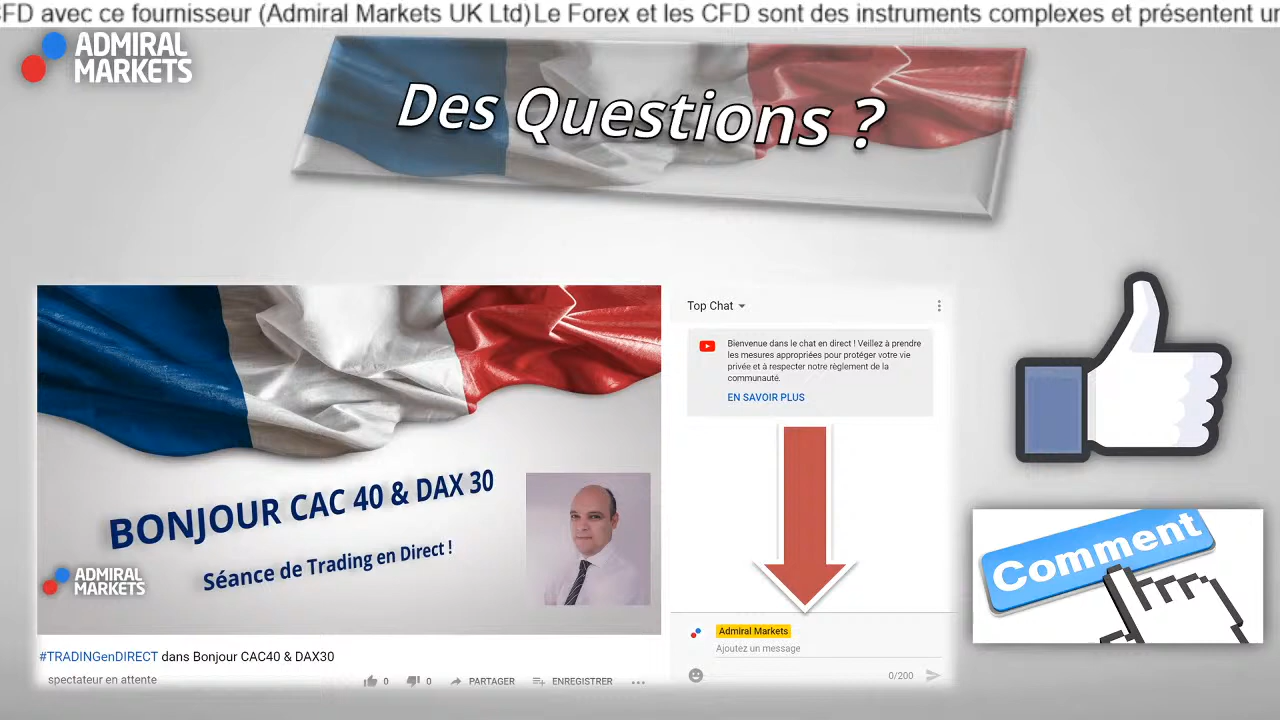 CFD avec ce fournisseur (Admiral Markets UK Ltd)Le Forex et les CFD sont des instruments complexes et présentent
ADMIRAL
MARKETS
Des Questions ?
BONJOUR CAC 40 & DAX 30
Séance de Trading en Direct !
ADMIRAL
MARKETS
#TRADINGenDIRECT dans Bonjour CAC40 & DAX30
spectateur en attente
0
0
PARTAGER
ENREGISTRER
Top Chat
Bienvenue dans le chat en direct ! Veillez à prendre
les mesures appropriées pour protéger votre vie
privée et à respecter notre règlement de la
communauté.
EN SAVOIR PLUS
Admiral Markets
Ajoutez un message
0/200
Comment